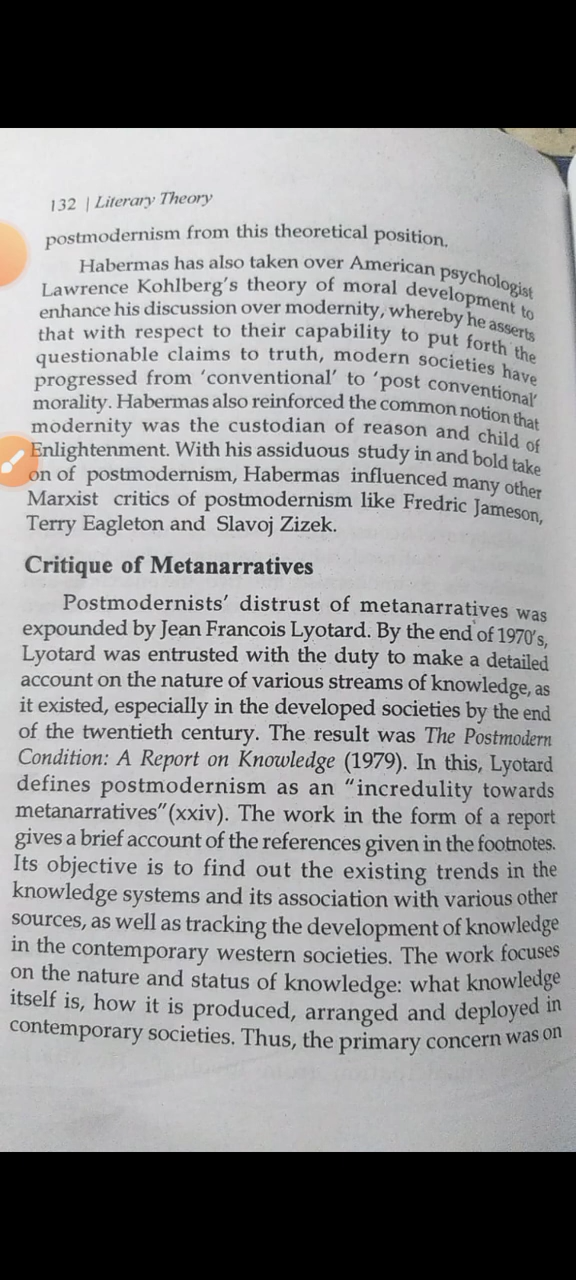 132 | Literary Theory
postmodernism from this theoretical position.
Habermas has also taken over American psychologist
Lawrence Kohlberg's theory of moral development to
enhance his discussion over modernity, whereby he asserts
that with respect to their capability to put forth the
questionable claims to truth, modern societies have
progressed from 'conventional' to 'post conventional'
morality. Habermas also reinforced the common notion that
modernity was the custodian of reason and child of
Enlightenment. With his assiduous study in and bold take
on of postmodernism, Habermas influenced many other
Marxist critics of postmodernism like Fredric Jameson,
Terry Eagleton and Slavoj Zizek.
Critique of Metanarratives
Postmodernists' distrust of metanarratives was
expounded by Jean Francois Lyotard. By the end of 1970's,
Lyotard was entrusted with the duty to make a detailed
account on the nature of various streams of knowledge, as
it existed, especially in the developed societies by the end
of the twentieth century. The result was The Postmodern
Condition: A Report on Knowledge (1979). In this, Lyotard
defines postmodernism as an "incredulity towards
metanarratives"(xxiv). The work in the form of a report
gives a brief account of the references given in the footnotes.
Its objective is to find out the existing trends in the
knowledge systems and its association with various other
sources, as well as tracking the development of knowledge
in the contemporary western societies. The work focuses
on the nature and status of knowledge: what knowledge
itself is, how it is produced, arranged and deployed in
contemporary societies. Thus, the primary concern was on